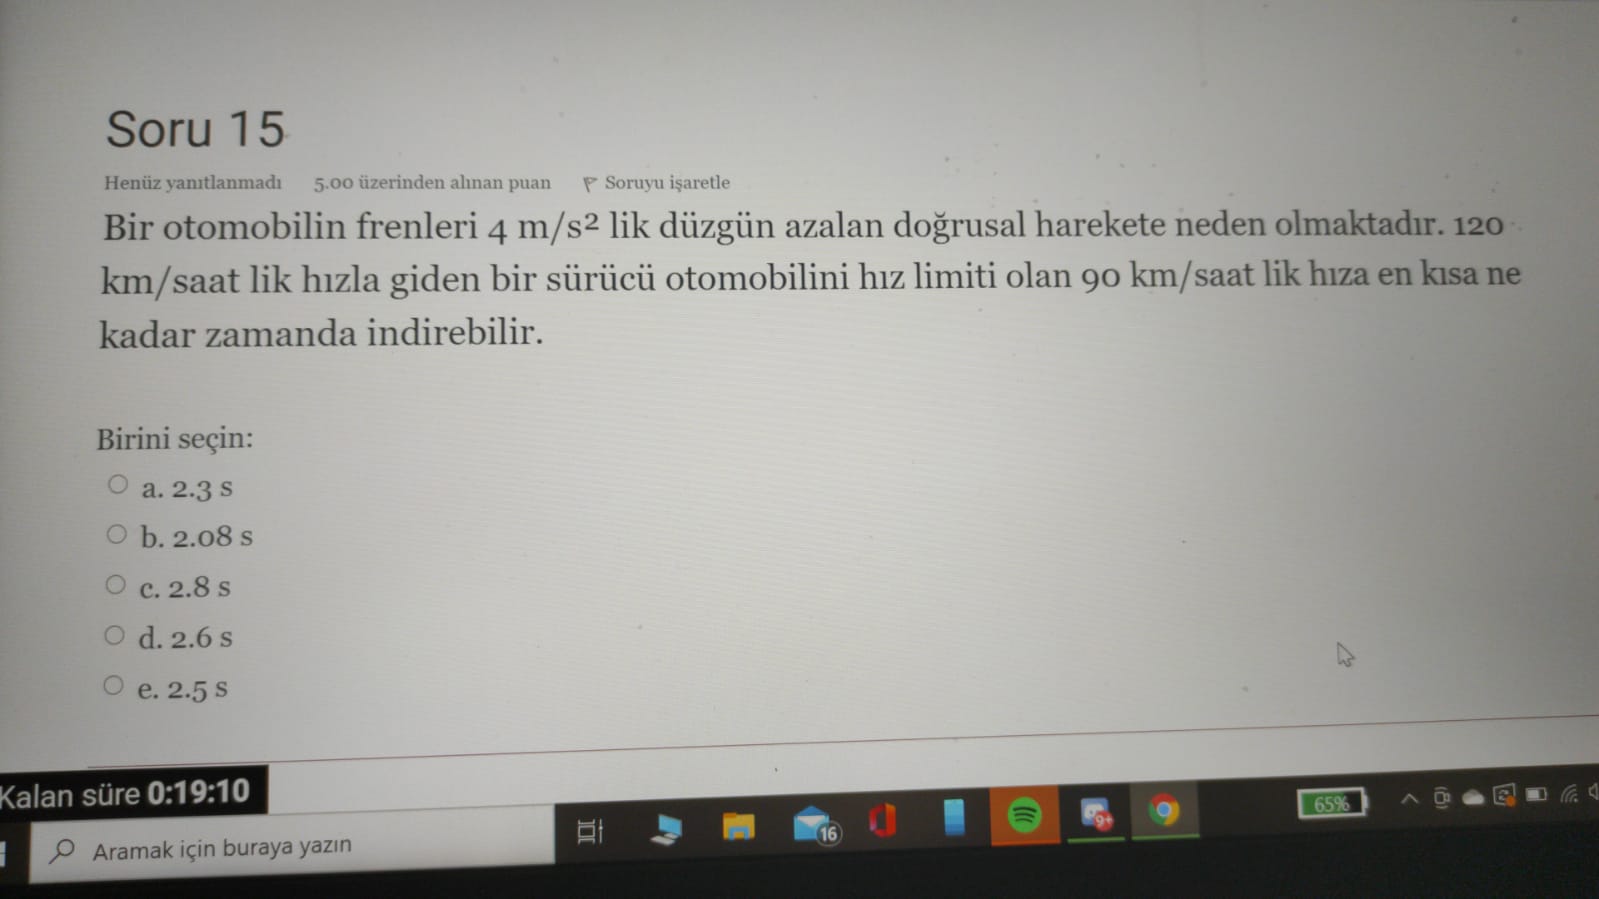 Soru 15
Henüz yanıtlanmadı 5.00 üzerinden alınan puan Soruyu işaretle
Bir otomobilin frenleri 4 m/s² lik düzgün azalan doğrusal harekete neden olmaktadır. 120
km/saat lik hızla giden bir sürücü otomobilini hız limiti olan 90 km/saat lik hıza en kısa ne
kadar zamanda indirebilir.
Birini seçin:
a. 2.3 s
b. 2.08 s
c. 2.8 s
d. 2.6 s
e. 2.5 s
Kalan süre 0:19:10
Aramak için buraya yazın
16
9+
65%